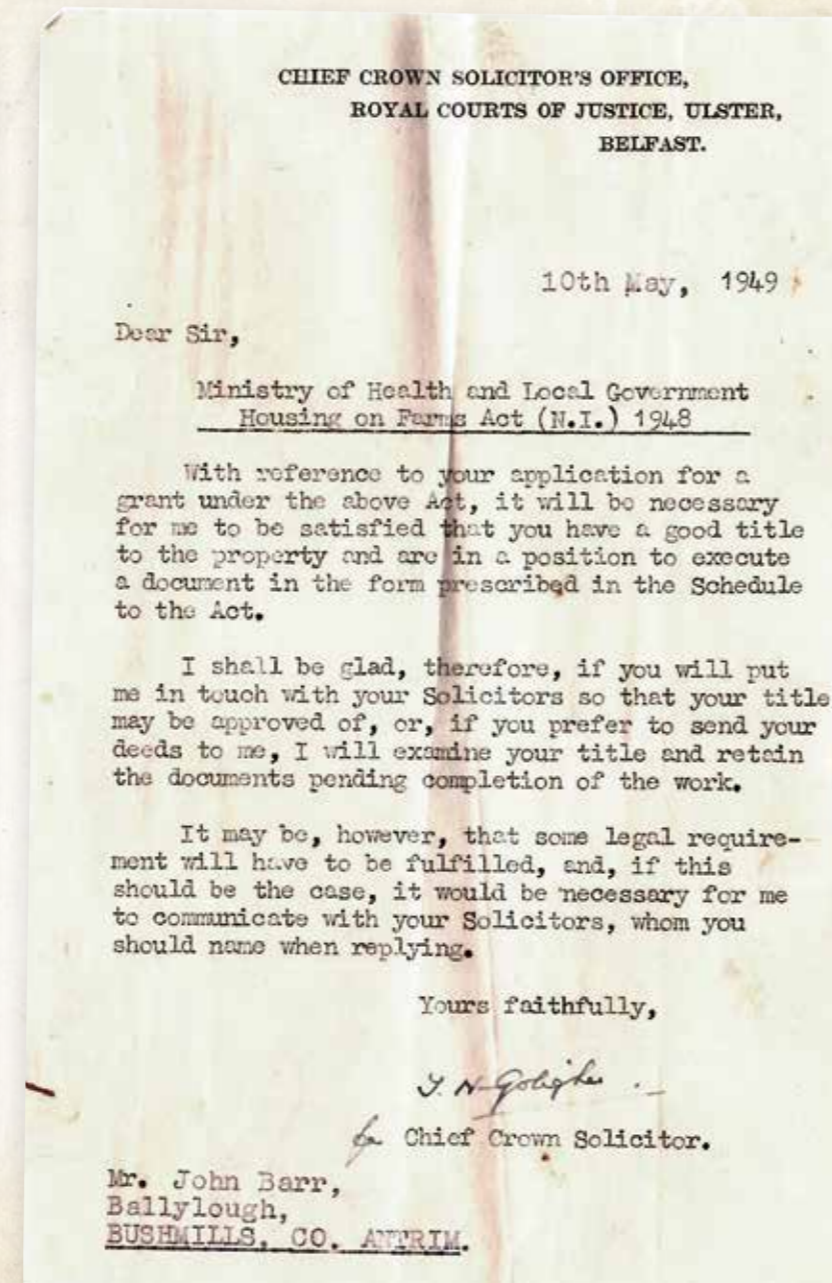 CHIEF CROWN SOLICITOR'S OFFICE,
ROYAL COURTS OF JUSTICE, ULSTER,
BELFAST.
10th May, 1949
Dear Sir,
Ministry of Health and Local Government
Housing on Farms Act (N.I.) 1948
With reference to your application for a
grant under the above Act, it will be necessary
for me to be satisfied that you have a good title
to the property and are in a position to execute
a document in the form prescribed in the Schedule
to the Act.
I shall be glad, therefore, if you will put
me in touch with your Solicitors so that your title
may be approved of, or, if you prefer to send your
deeds to me, I will examine your title and retain
the documents pending completion of the work.
It may be, however, that some legal require-
ment will have to be fulfilled, and, if this
should be the case, it would be necessary for me
to communicate with your Solicitors, whom you
should name when replying.
Yours faithfully,
for Chief Crown Solicitor.
Mr. John Barr,
Ballylough,
BUSHMILLS, CO. ANTRIM.